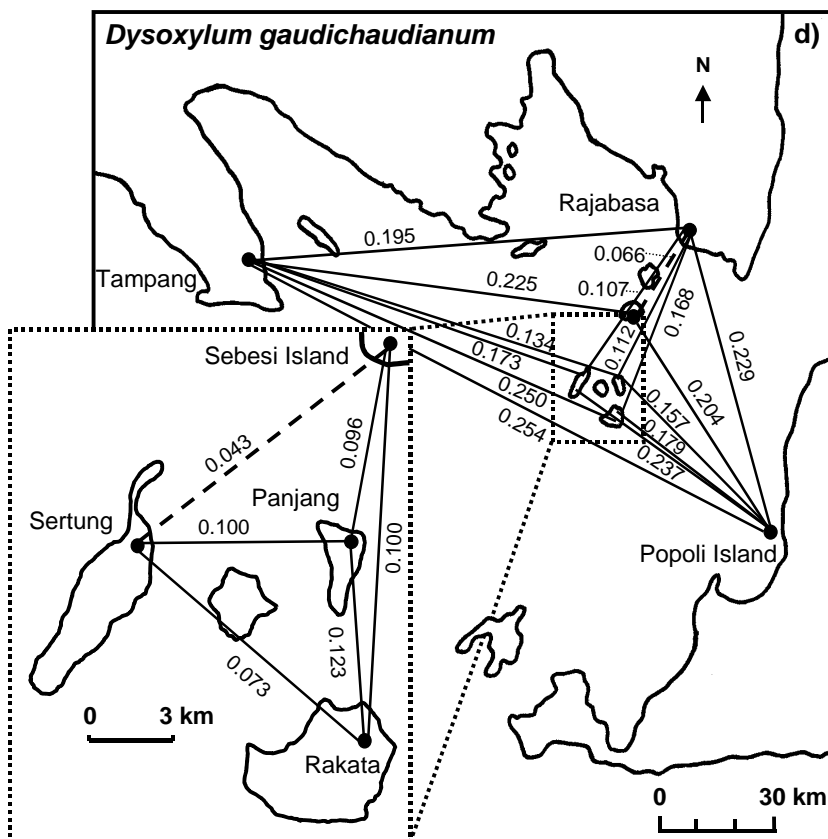 Dysoxylum gaudichaudianum
d)
N
Rajabasa
0.195
0.066
Tampang
0.225
0.107
0.168
0.112
0.134
0.229
Sebesi Island
0.173
0.204
0.250
0.157
0.254
0.179
0.237
0.043
0.096
Sertung
Panjang
0.100
0.100
Popoli Island
0.123
0.073
0 3 km
Rakata
0 30 km